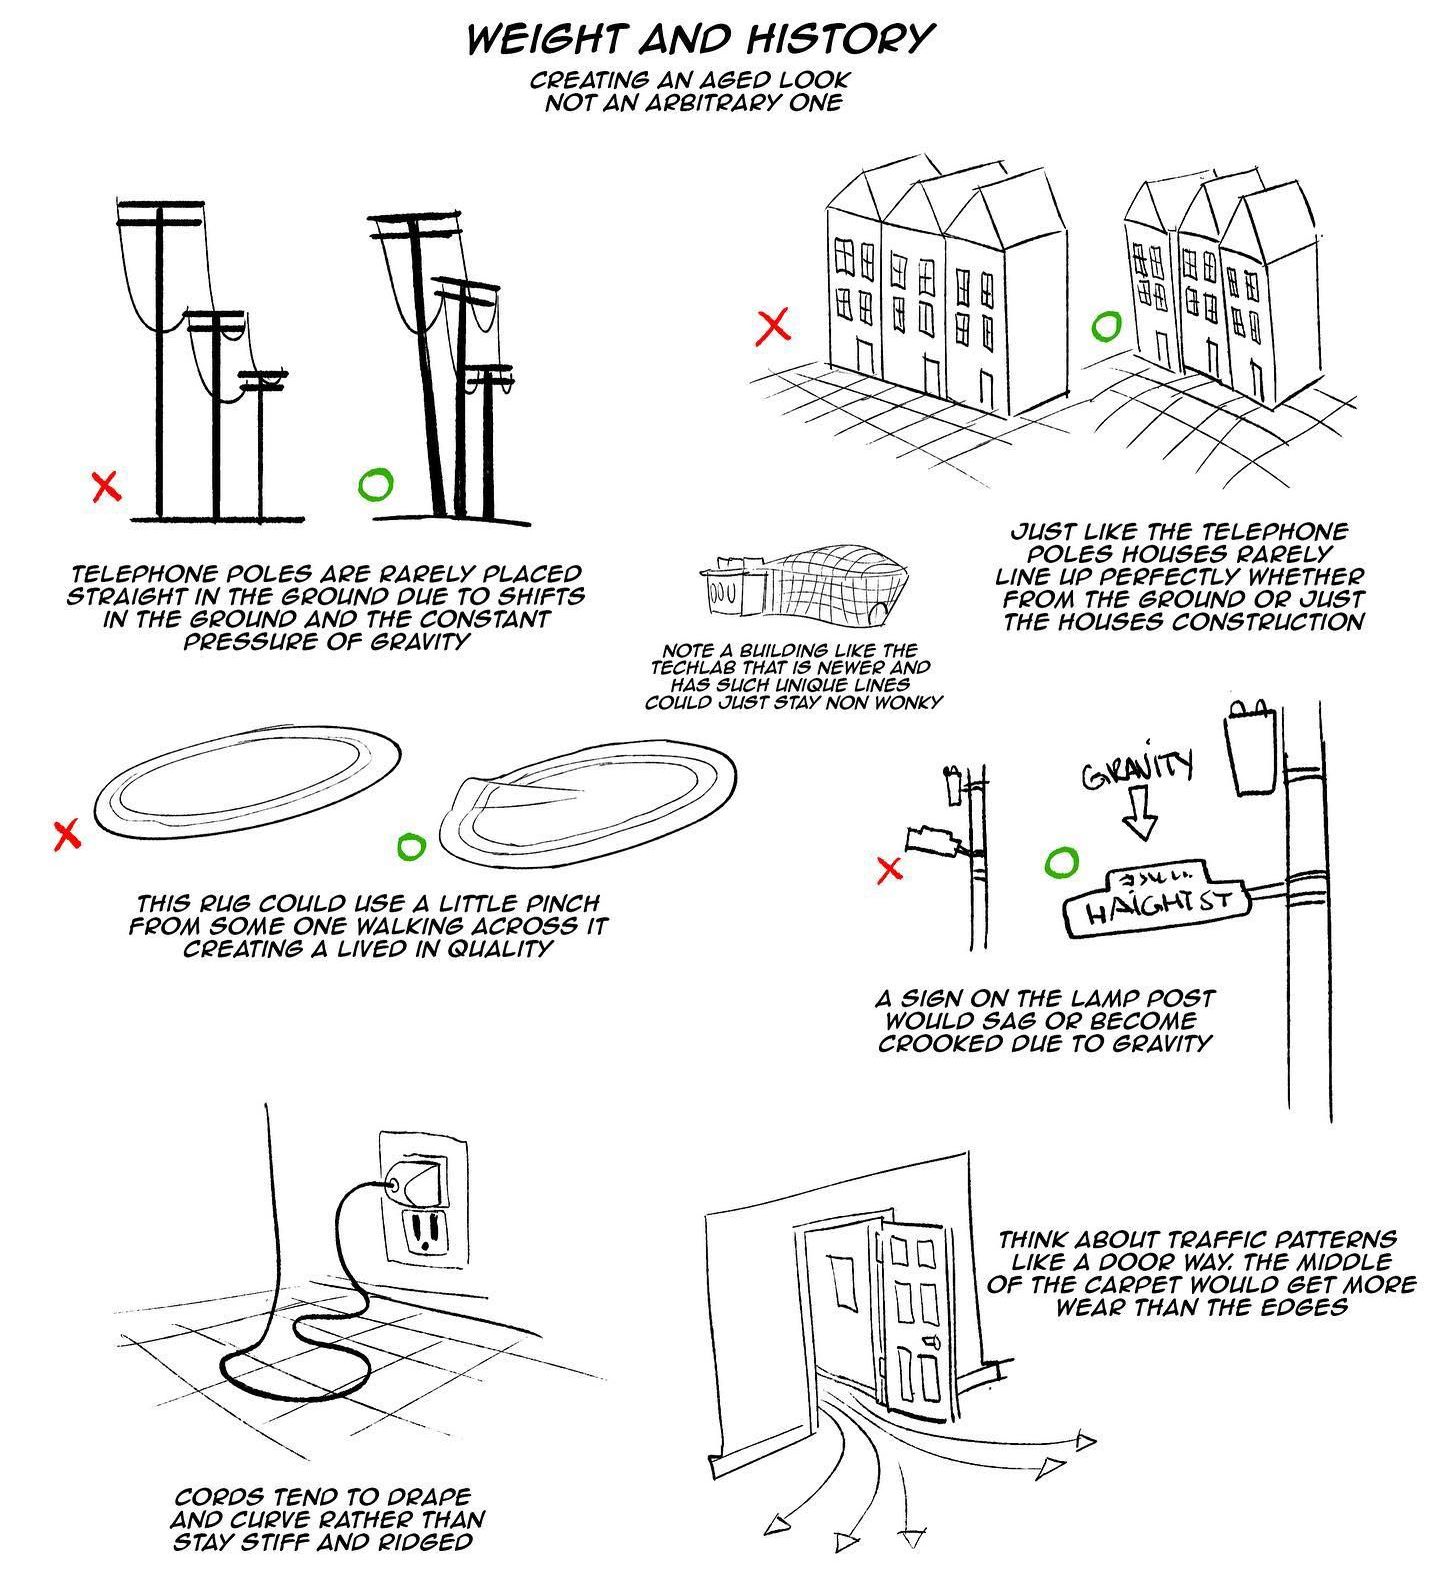 WEIGHT AND HISTORY
CREATING AN AGED LOOK
NOT AN ARBITRARY ONE
TELEPHONE POLES ARE RARELY PLACED
STRAIGHT IN THE GROUND DUE TO SHIFTS
IN THE GROUND AND THE CONSTANT
PRESSURE OF GRAVITY
JUST LIKE THE TELEPHONE
POLES HOUSES RARELY
LINE UP PERFECTLY WHETHER
FROM THE GROUND OR JUST
THE HOUSES CONSTRUCTION
NOTE A BUILDING LIKE THE
TECHLAB THAT IS NEWER AND
HAS SUCH UNIQUE LINES
COULD JUST STAY NON WONKY
THIS RUG COULD USE A LITTLE PINCH
FROM SOME ONE WALKING ACROSS IT
CREATING A LIVED IN QUALITY
GRAVITY
HAIGHT ST
A SIGN ON THE LAMP POST
WOULD SAG OR BECOME
CROOKED DUE TO GRAVITY
CORDS TEND TO DRAPE
AND CURVE RATHER THAN
STAY STIFF AND RIDGED
THINK ABOUT TRAFFIC PATTERNS
LIKE A DOOR WAY. THE MIDDLE
OF THE CARPET WOULD GET MORE
WEAR THAN THE EDGES